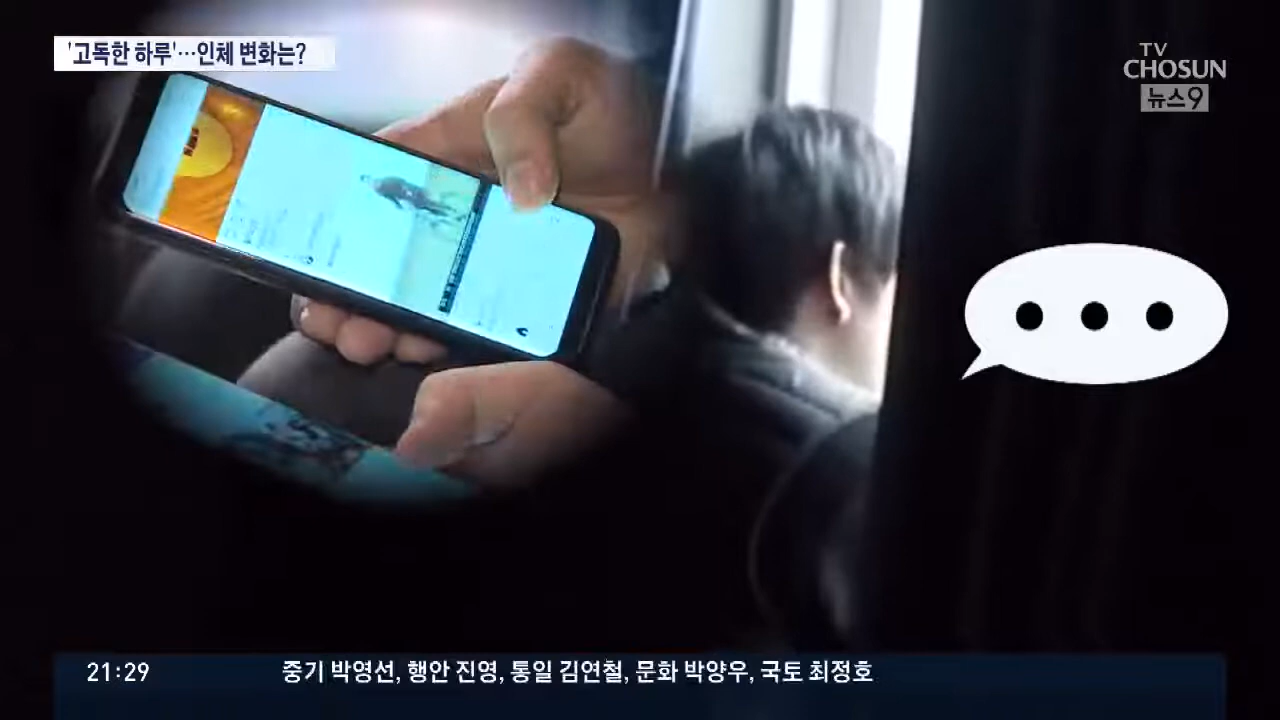 '고독한 하루'…인체 변화는?
TV
CHOSUN
뉴스9
21:29 중기 박영선, 행안 진영, 통일 김연철, 문화 박양우, 국토 최정호